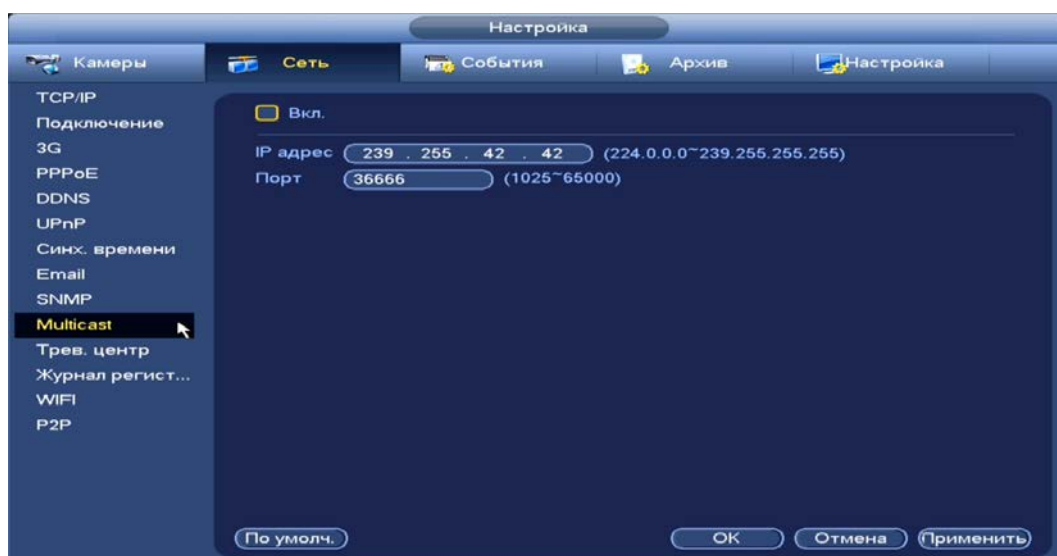 Настройка
Камеры Сеть События Архив Настройка
TCP/IP
Подключение
3G
PPPoE
DDNS
UPnP
Синх. времени
Email
SNMP
Multicast
Трев. центр
Журнал регист...
WIFI
P2P
Вкл.
IP адрес 239 . 255 . 42 . 42 (224.0.0.0~239.255.255.255)
Порт 36666 (1025~65000)
По умолч. OK Отмена Применить